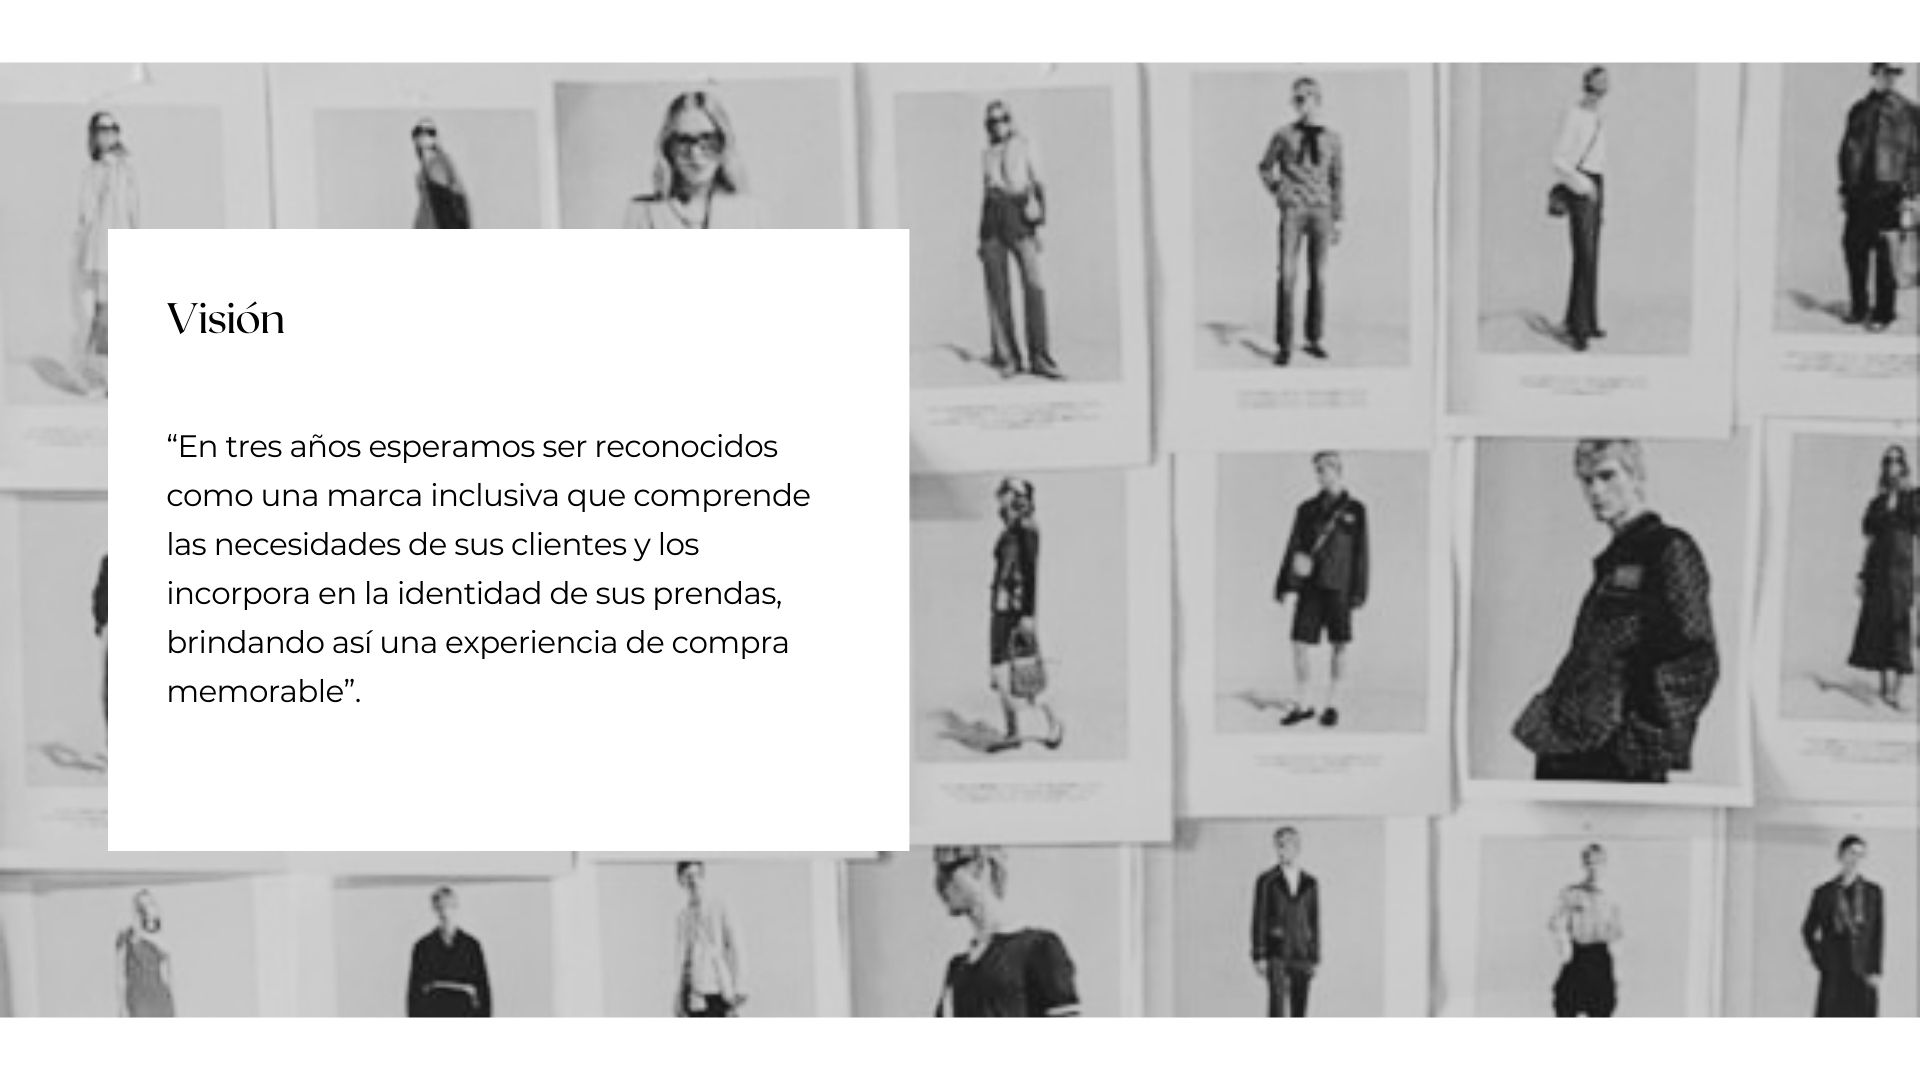 Visión
“En tres años esperamos ser reconocidos
como una marca inclusiva que comprende
las necesidades de sus clientes y los
incorpora en la identidad de sus prendas,
brindando así una experiencia de compra
memorable”.